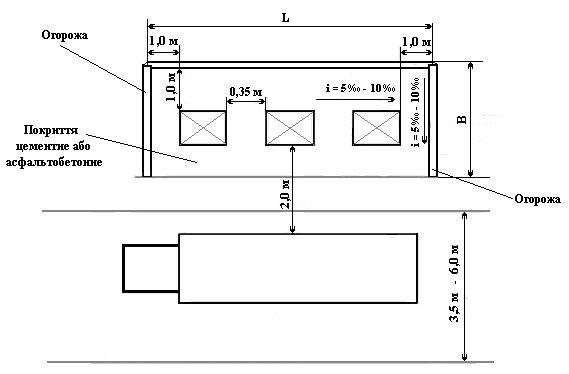 L
Огорожа
1,0 м
1,0 м
1,0 м
0,35 м
i = 5‰ - 10‰
i = 5‰ - 10‰
В
Покриття
цементне або
асфальтобетонне
2,0 м
Огорожа
3,5 м - 6,0 м